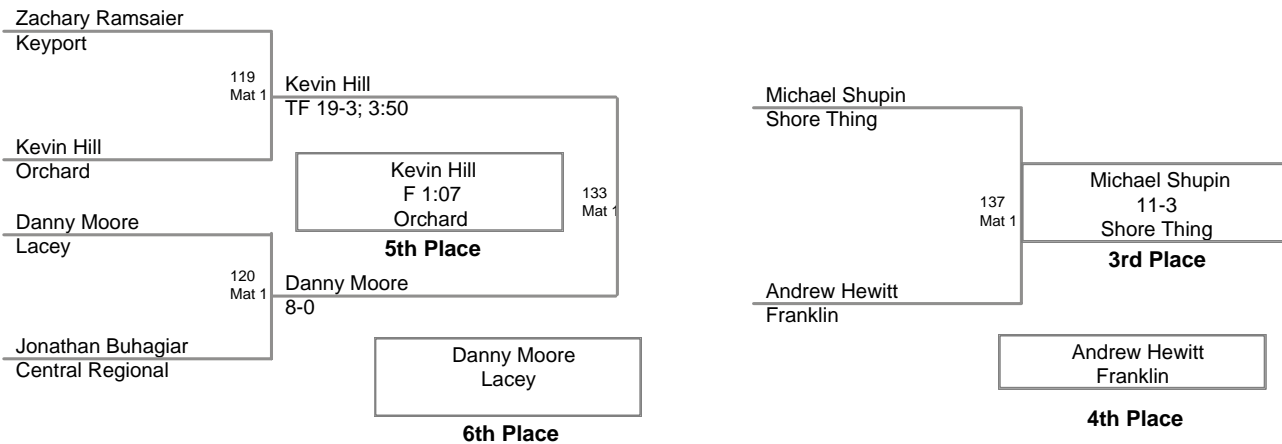 Zachary Ramsaier
Keyport
119
Mat 1
Kevin Hill
TF 19-3; 3:50
Kevin Hill
Orchard
Kevin Hill
F 1:07
Orchard
5th Place
133
Mat 1
Danny Moore
Lacey
120
Mat 1
Danny Moore
8-0
Jonathan Buhagiar
Central Regional
Danny Moore
Lacey
6th Place
Michael Shupin
Shore Thing
137
Mat 1
Michael Shupin
11-3
Shore Thing
3rd Place
Andrew Hewitt
Franklin
Andrew Hewitt
Franklin
4th Place